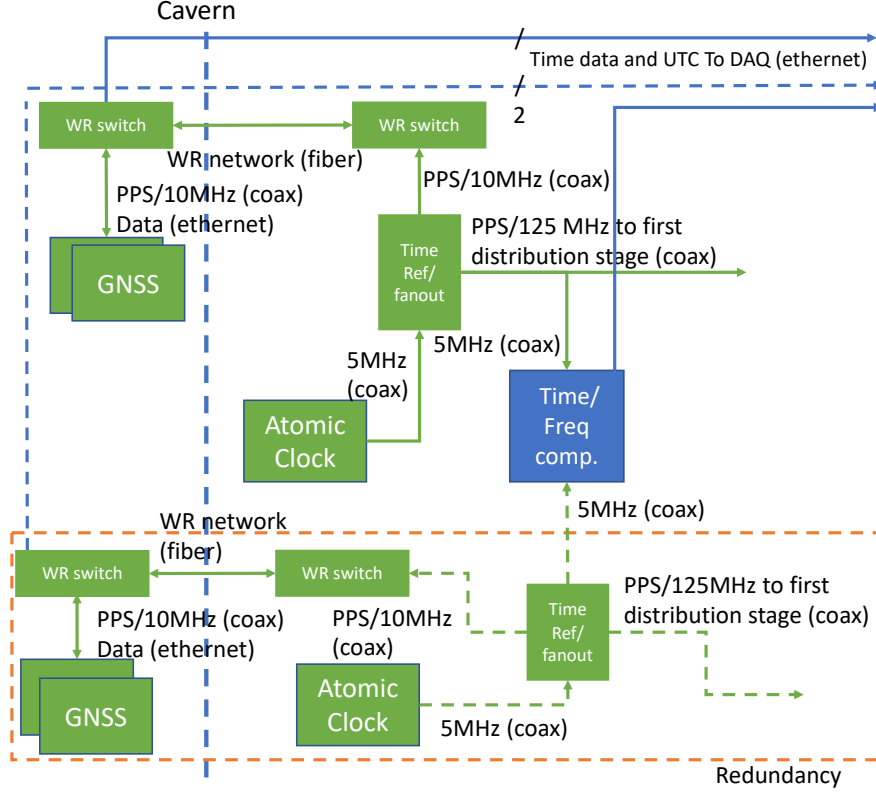 Cavern
/
Time data and UTC To DAQ (ethernet)
/
2
WR switch
WR switch
WR network (fiber)
PPS/10MHz (coax)
Data (ethernet)
PPS/10MHz (coax)
GNSS
Time
Ref/
fanout
PPS/125 MHz to first
distribution stage (coax)
5MHz
(coax)
5MHz (coax)
Atomic
Clock
Time/
Freq
comp.
5MHz (coax)
WR network
(fiber)
WR switch
WR switch
PPS/10MHz (coax)
Data (ethernet)
PPS/10MHz
(coax)
Time
Ref/
fanout
PPS/125MHz to first
distribution stage (coax)
GNSS
Atomic
Clock
5MHz (coax)
Redundancy